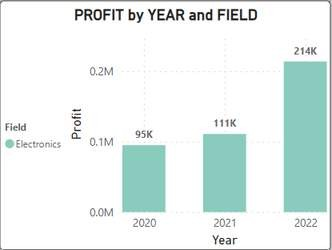 PROFIT by YEAR and FIELD
214K
0.2M
111K
95K
Field
Electronics
Profit
0.1M
0.0M
2020 2021 2022
Year